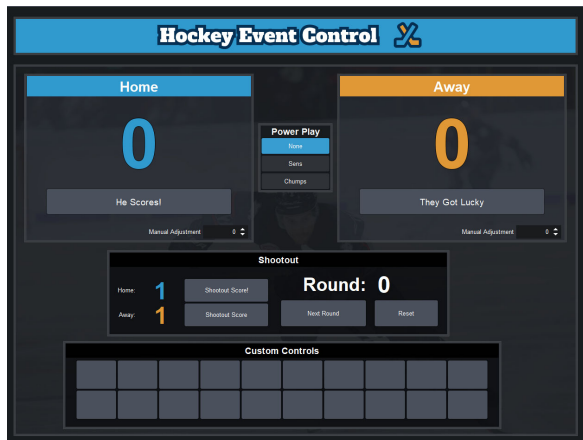 Hockey Event Control
Home
0
He Scores!
Manual Adjustment 0
Power Play
None
Sens
Chumps
Away
0
They Got Lucky
Manual Adjustment 0
Shootout
Home: 1 Shootout Score!
Away: 1 Shootout Score
Round: 0
Next Round Reset
Custom Controls